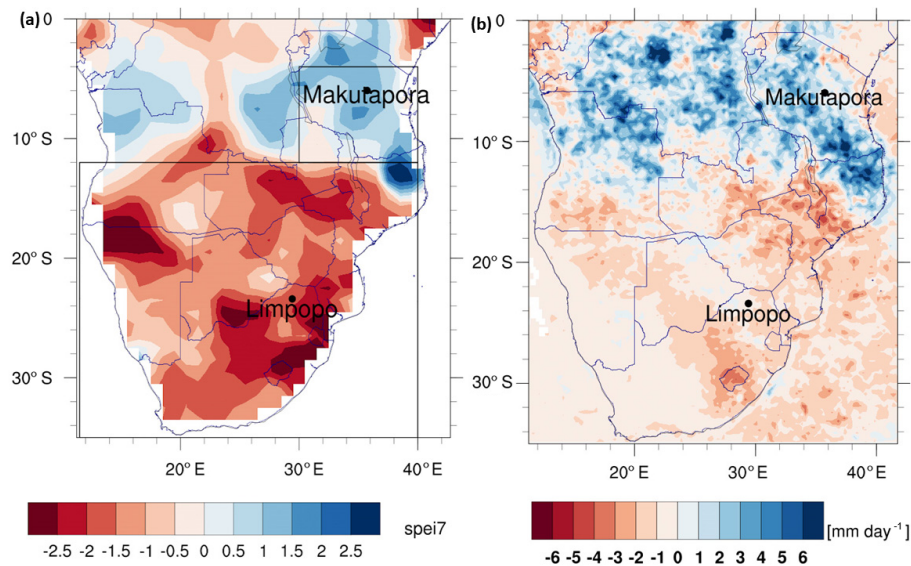 (a)
(b)
0
0
Makutapora
Makutapora
10° S
10° S
20° S
20° S
Limpopo
Limpopo
30° S
30° S
20° E 30° E 40° E
20° E 30° E 40° E
spei7
-2.5 -2 -1.5 -1 -0.5 0 0.5 1 1.5 2 2.5
[mm day⁻¹]
-6 -5 -4 -3 -2 -1 0 1 2 3 4 5 6